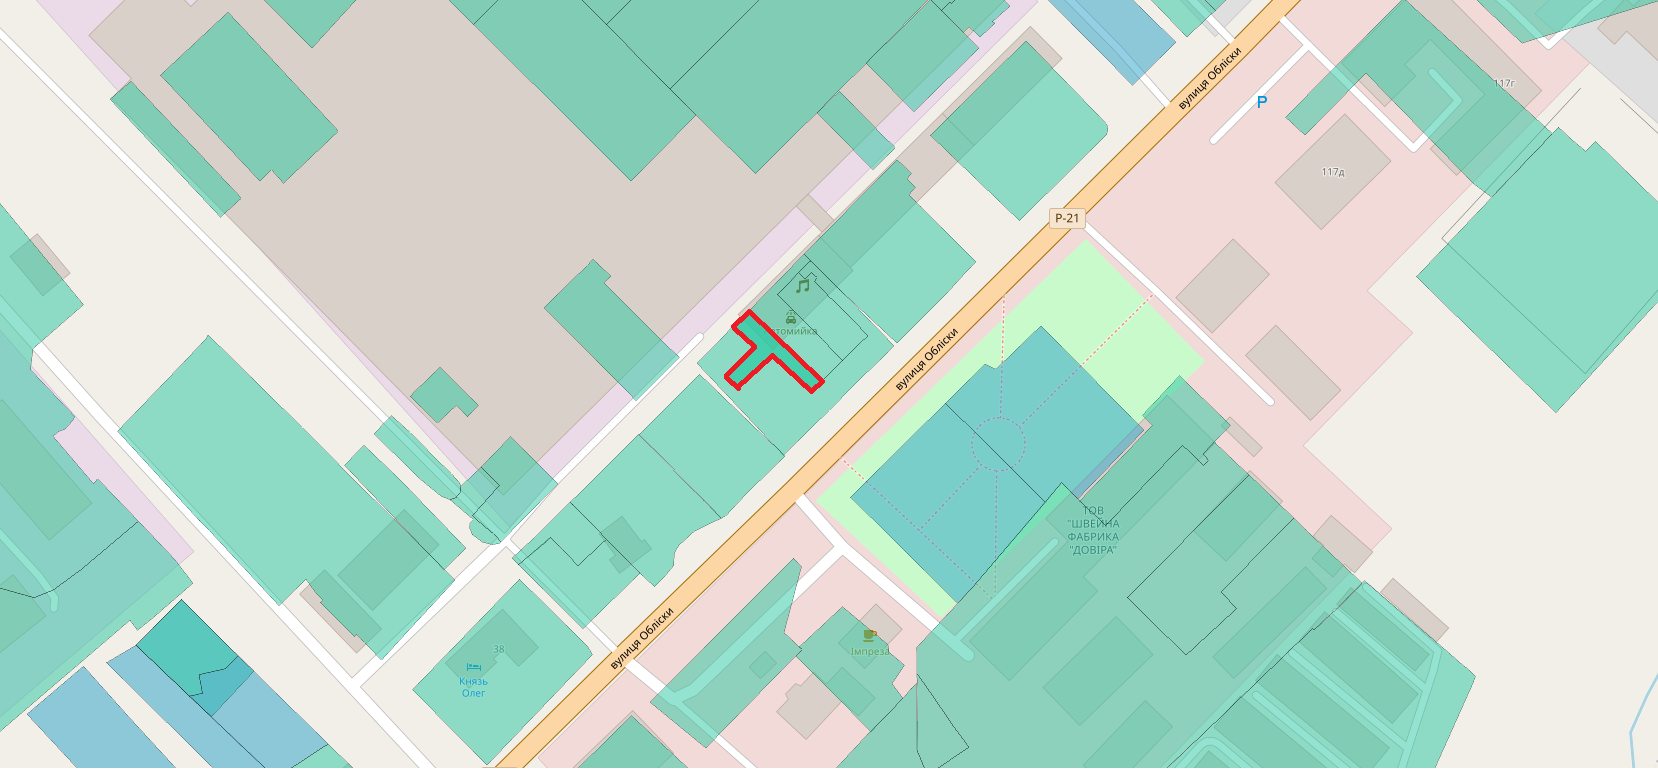 вулиця Обліски
117г
P
117д
P-21
томийка
вулиця Обліски
ТОВ
"ШВЕЙНА
ФАБРИКА
"ДОВІРА"
вулиця Обліски
Імпреза
38
Князь
Олег